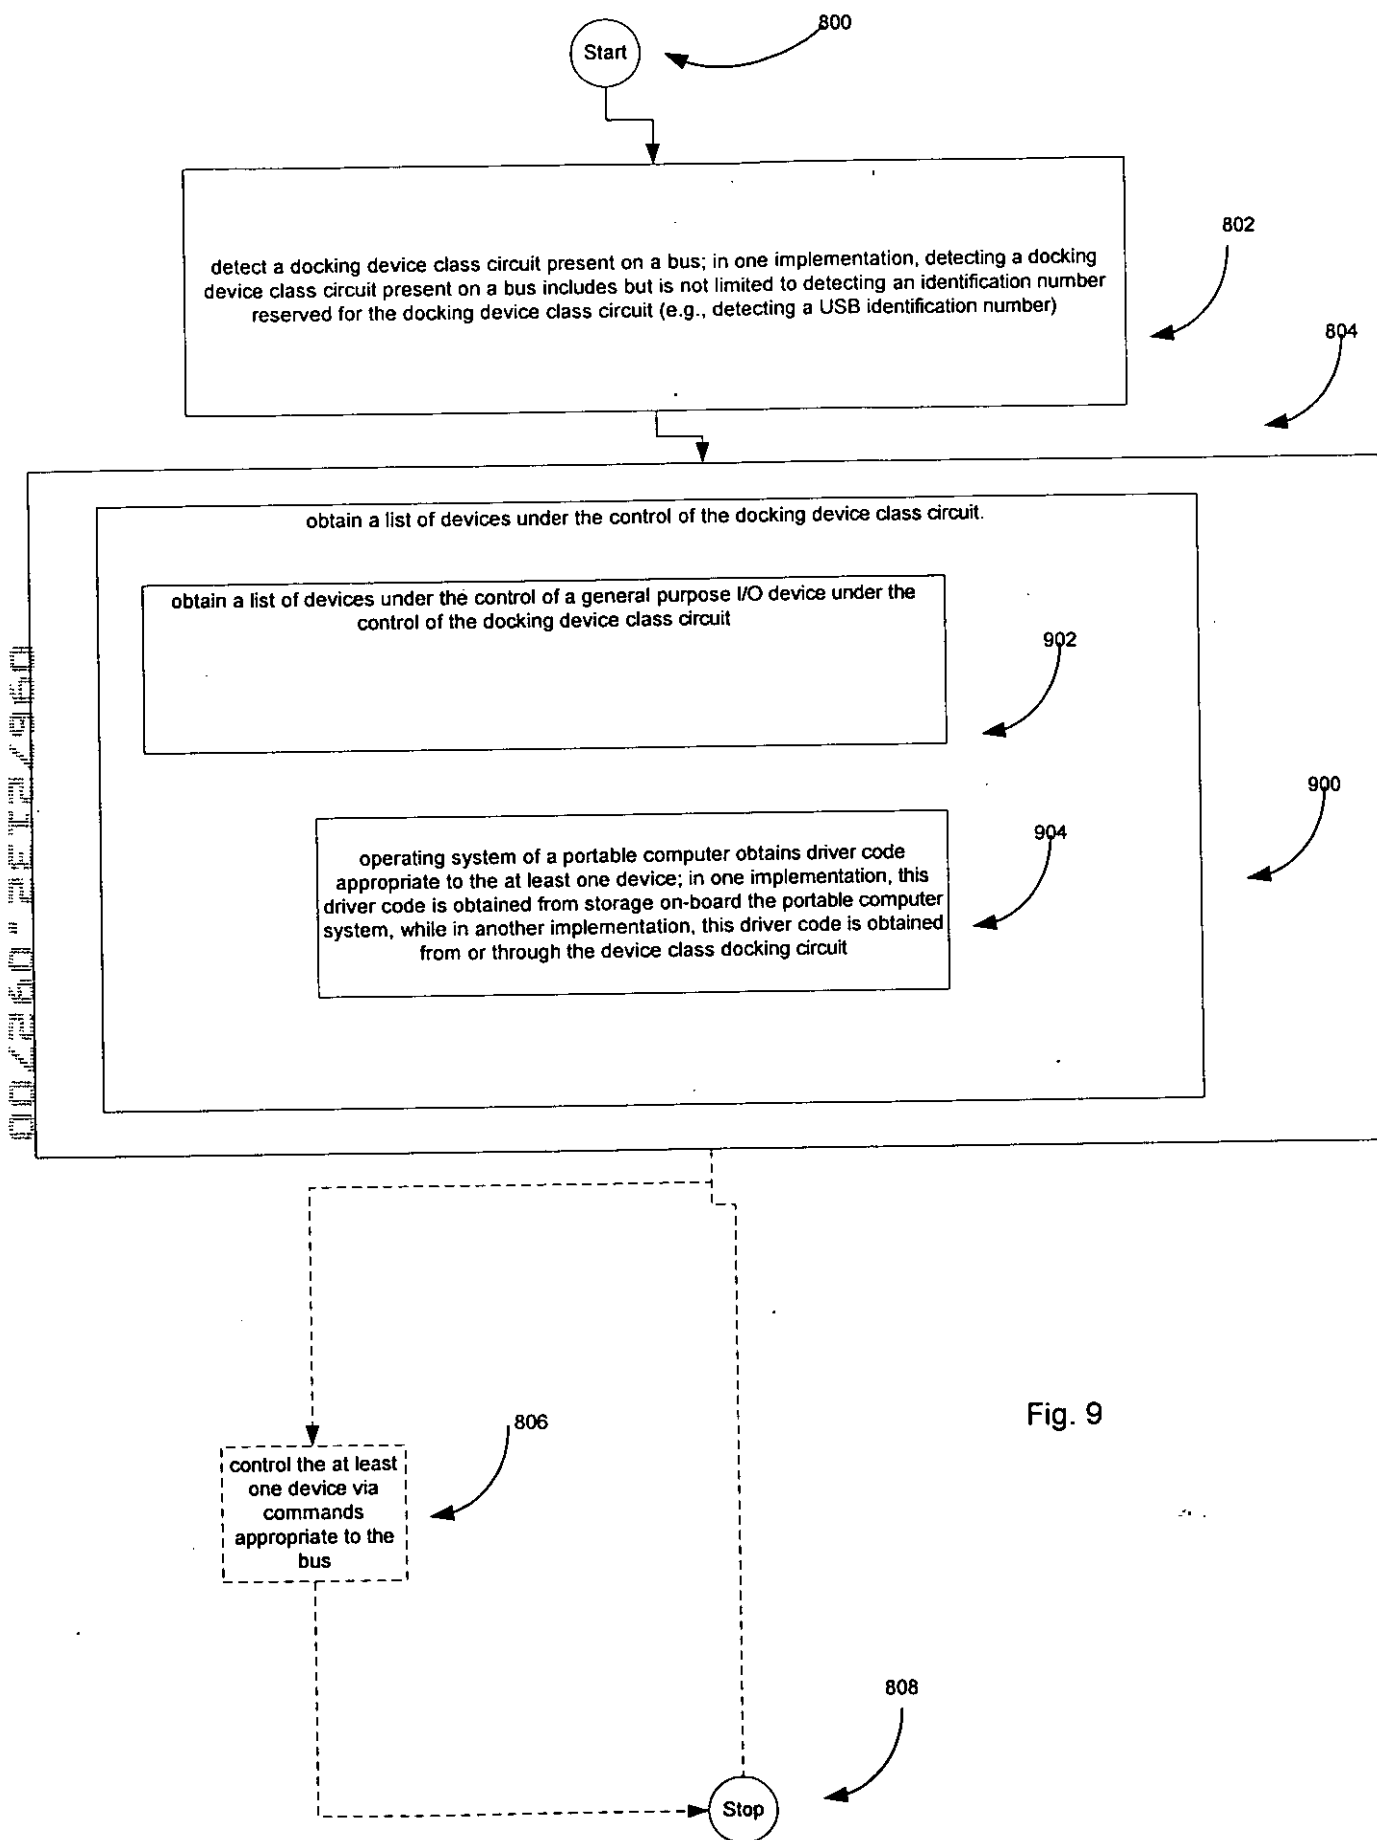 800
Start
802
detect a docking device class circuit present on a bus; in one implementation, detecting a docking
device class circuit present on a bus includes but is not limited to detecting an identification number
reserved for the docking device class circuit (e.g., detecting a USB identification number)
804
obtain a list of devices under the control of the docking device class circuit.
obtain a list of devices under the control of a general purpose I/O device under the
control of the docking device class circuit
902
900
904
operating system of a portable computer obtains driver code
appropriate to the at least one device; in one implementation, this
driver code is obtained from storage on-board the portable computer
system, while in another implementation, this driver code is obtained
from or through the device class docking circuit
Fig. 9
806
control the at least
one device via
commands
appropriate to the
bus
808
Stop